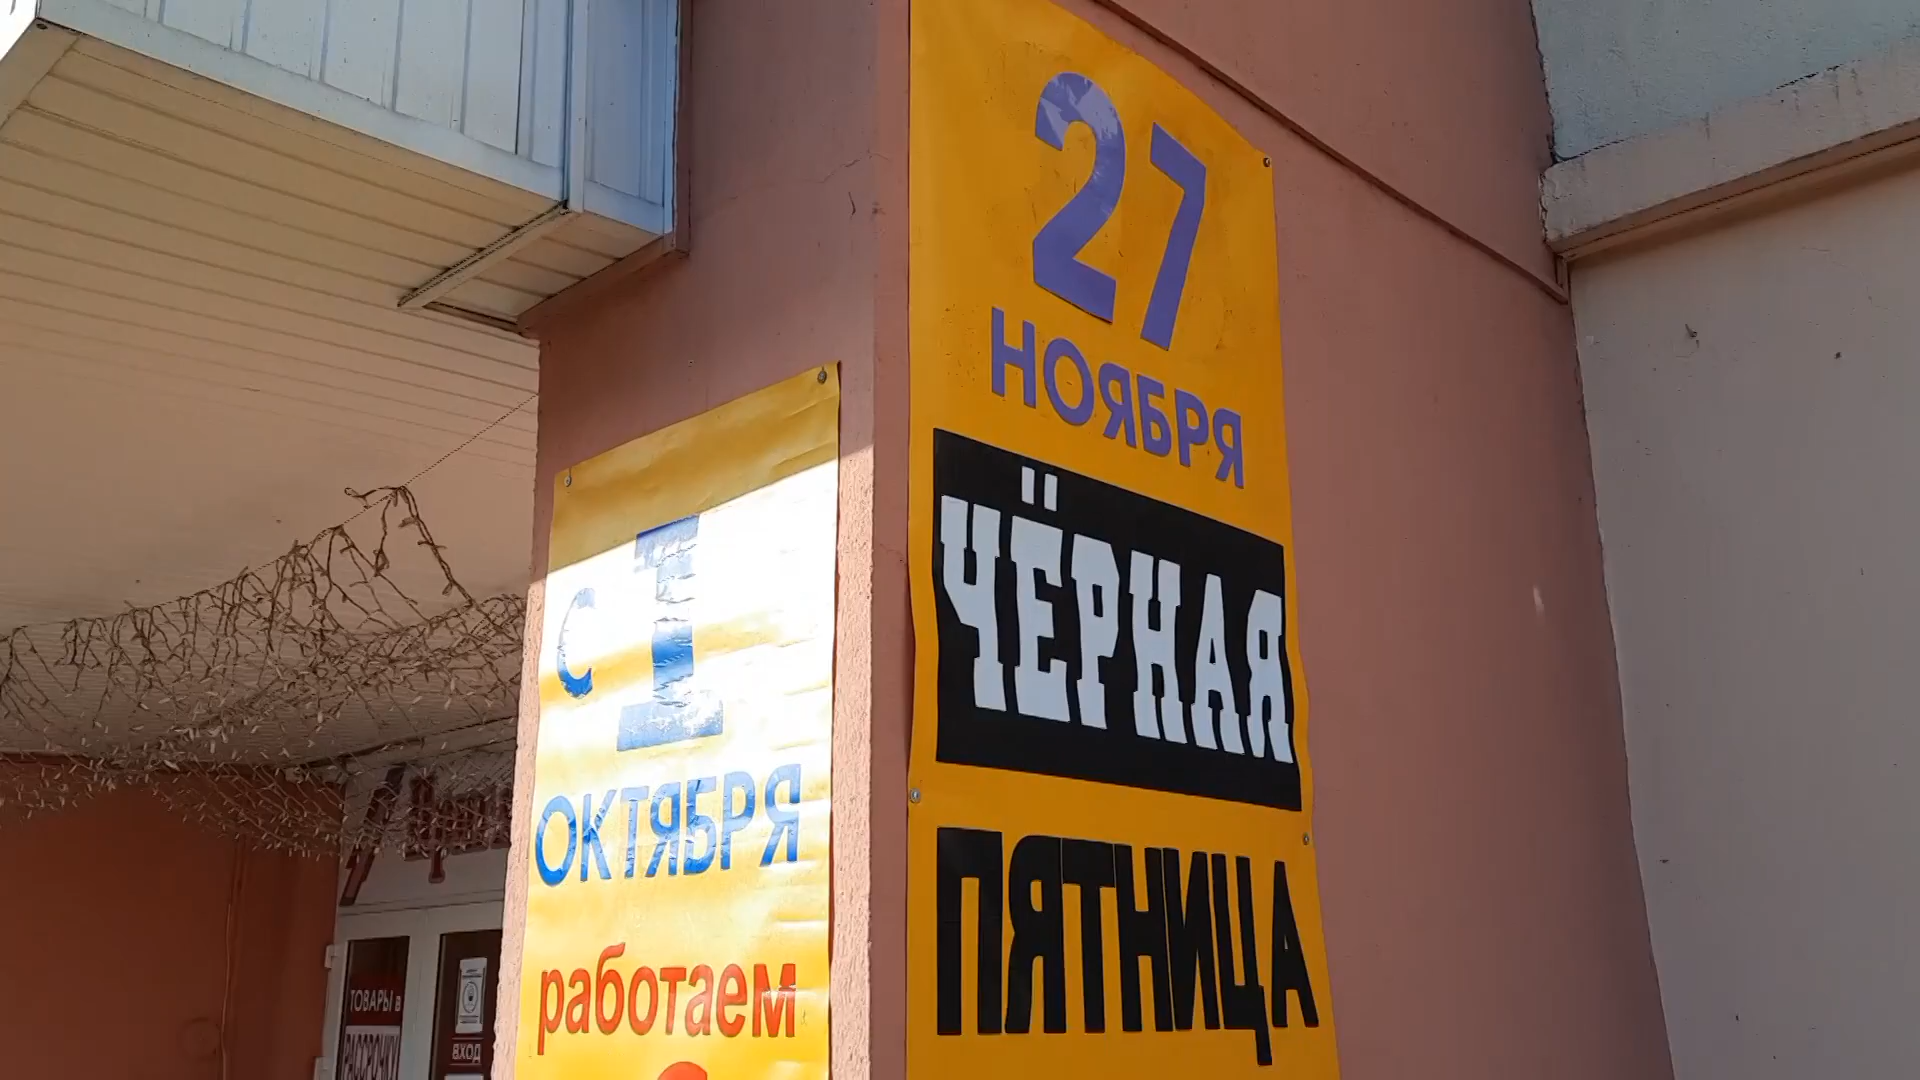 27
НОЯБРЯ
ЧЁРНАЯ
ПЯТНИЦА
с 1
ОКТЯБРЯ
работаем
ТОВАРЫ в
РАССРОЧКУ
ВХОД